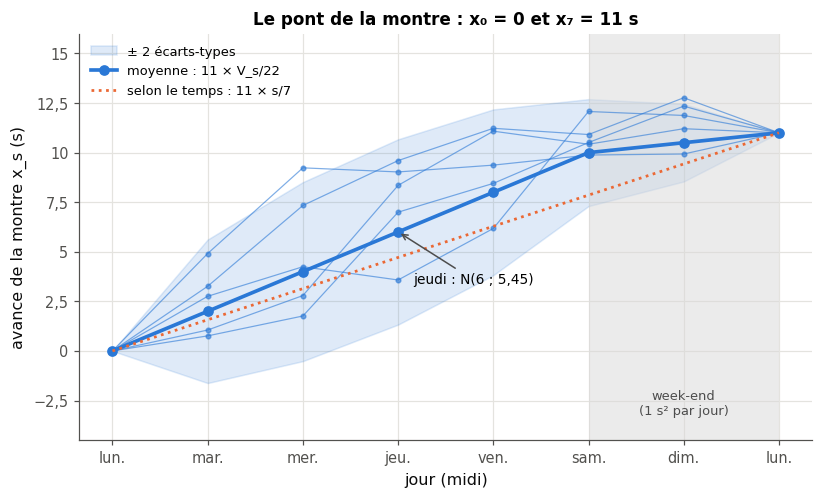 Le pont de la montre : x₀ = 0 et x₇ = 11 s
± 2 écarts-types
moyenne : 11 × V_s/22
selon le temps : 11 × s/7
avance de la montre x_s (s)
15
12,5
10
7,5
5
2,5
0
−2,5
jeudi : N(6 ; 5,45)
week-end
(1 s² par jour)
lun. mar. mer. jeu. ven. sam. dim. lun.
jour (midi)